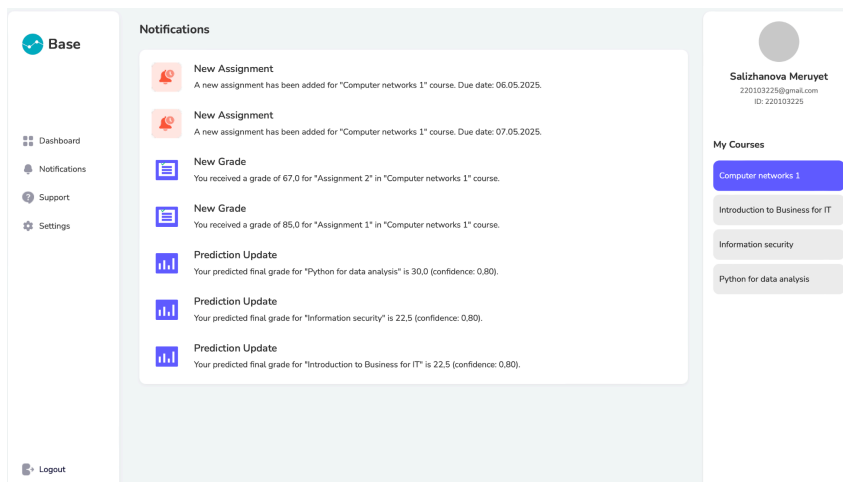 Base
Dashboard
Notifications
Support
Settings
Logout
Notifications
New Assignment
A new assignment has been added for "Computer networks 1" course. Due date: 06.05.2025.
New Assignment
A new assignment has been added for "Computer networks 1" course. Due date: 07.05.2025.
New Grade
You received a grade of 67,0 for "Assignment 2" in "Computer networks 1" course.
New Grade
You received a grade of 85,0 for "Assignment 1" in "Computer networks 1" course.
Prediction Update
Your predicted final grade for "Python for data analysis" is 30,0 (confidence: 0,80).
Prediction Update
Your predicted final grade for "Information security" is 22,5 (confidence: 0,80).
Prediction Update
Your predicted final grade for "Introduction to Business for IT" is 22,5 (confidence: 0,80).
Salizhanova Meruyet
220103225@gmail.com
ID: 220103225
My Courses
Computer networks 1
Introduction to Business for IT
Information security
Python for data analysis